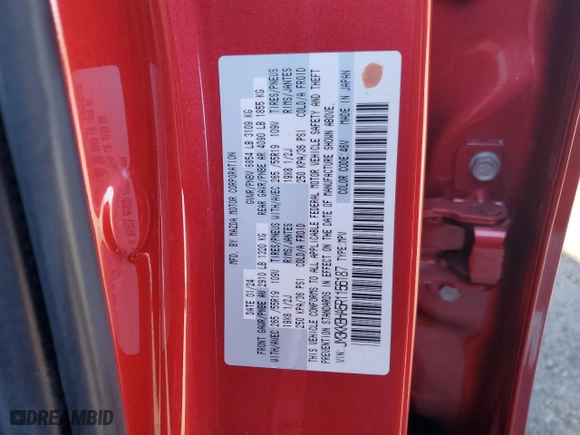 MFD. BY MAZDA MOTOR CORPORATION
DATE 01/24 GVWR/PNBV 6854 LB 3109 KG
FRONT GAWR/PNBE AV 2910 LB 1320 KG REAR GAWR/PNBE AR 4090 LB 1855 KG
WITH/AVEC 265 /55R19 109V TIRES/PNEUS WITH/AVEC 265 /55R19 109V TIRES/PNEUS
19X8 1/2J RIMS/JANTES 19X8 1/2J RIMS/JANTES
250 KPA/36 PSI COLD/A FROID 250 KPA/36 PSI COLD/A FROID
THIS VEHICLE CONFORMS TO ALL APPLICABLE FEDERAL MOTOR VEHICLE SAFETY AND THEFT
PREVENTION STANDARDS IN EFFECT ON THE DATE OF MANUFACTURE SHOWN ABOVE.
VIN: TYPE:MPV COLOR CODE 46V MADE IN JAPAN
DREAMBID